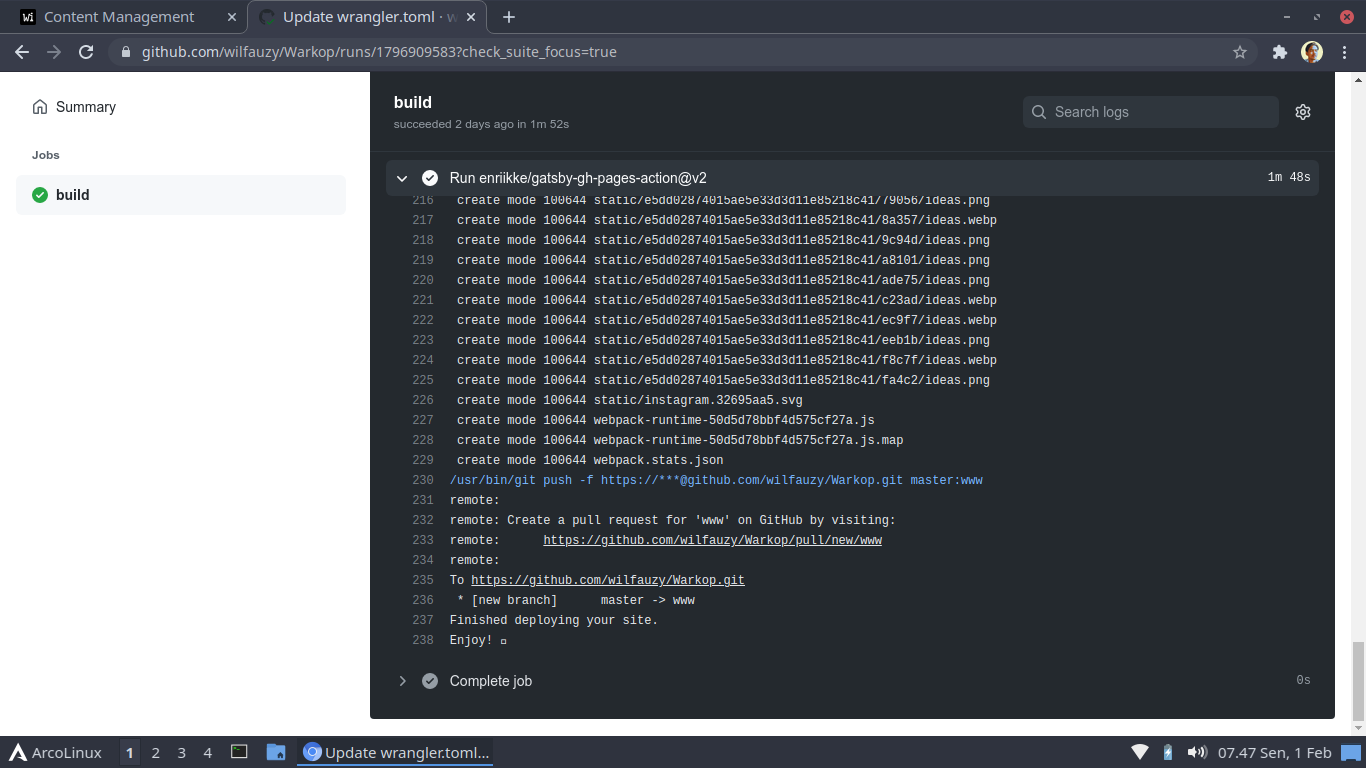 Wi Content Management
Update wrangler.toml · w
github.com/wilfauzy/Warkop/runs/1796909583?check_suite_focus=true
Summary
Jobs
build
build
succeeded 2 days ago in 1m 52s
Search logs
Run enriikke/gatsby-gh-pages-action@v2 1m 48s
216 create mode 100644 static/e5dd02874015ae5e33d3d11e85218c41/79056/ideas.png
217 create mode 100644 static/e5dd02874015ae5e33d3d11e85218c41/8a357/ideas.webp
218 create mode 100644 static/e5dd02874015ae5e33d3d11e85218c41/9c94d/ideas.png
219 create mode 100644 static/e5dd02874015ae5e33d3d11e85218c41/a8101/ideas.png
220 create mode 100644 static/e5dd02874015ae5e33d3d11e85218c41/ade75/ideas.png
221 create mode 100644 static/e5dd02874015ae5e33d3d11e85218c41/c23ad/ideas.webp
222 create mode 100644 static/e5dd02874015ae5e33d3d11e85218c41/ec9f7/ideas.webp
223 create mode 100644 static/e5dd02874015ae5e33d3d11e85218c41/eeb1b/ideas.png
224 create mode 100644 static/e5dd02874015ae5e33d3d11e85218c41/f8c7f/ideas.webp
225 create mode 100644 static/e5dd02874015ae5e33d3d11e85218c41/fa4c2/ideas.png
226 create mode 100644 static/instagram.32695aa5.svg
227 create mode 100644 webpack-runtime-50d5d78bbf4d575cf27a.js
228 create mode 100644 webpack-runtime-50d5d78bbf4d575cf27a.js.map
229 create mode 100644 webpack.stats.json
230 /usr/bin/git push -f https://***@github.com/wilfauzy/Warkop.git master:www
231 remote:
232 remote: Create a pull request for 'www' on GitHub by visiting:
233 remote: https://github.com/wilfauzy/Warkop/pull/new/www
234 remote:
235 To https://github.com/wilfauzy/Warkop.git
236 * [new branch] master -> www
237 Finished deploying your site.
238 Enjoy!
Complete job 0s
ArcoLinux 1 2 3 4 Update wrangler.toml... 07.47 Sen, 1 Feb